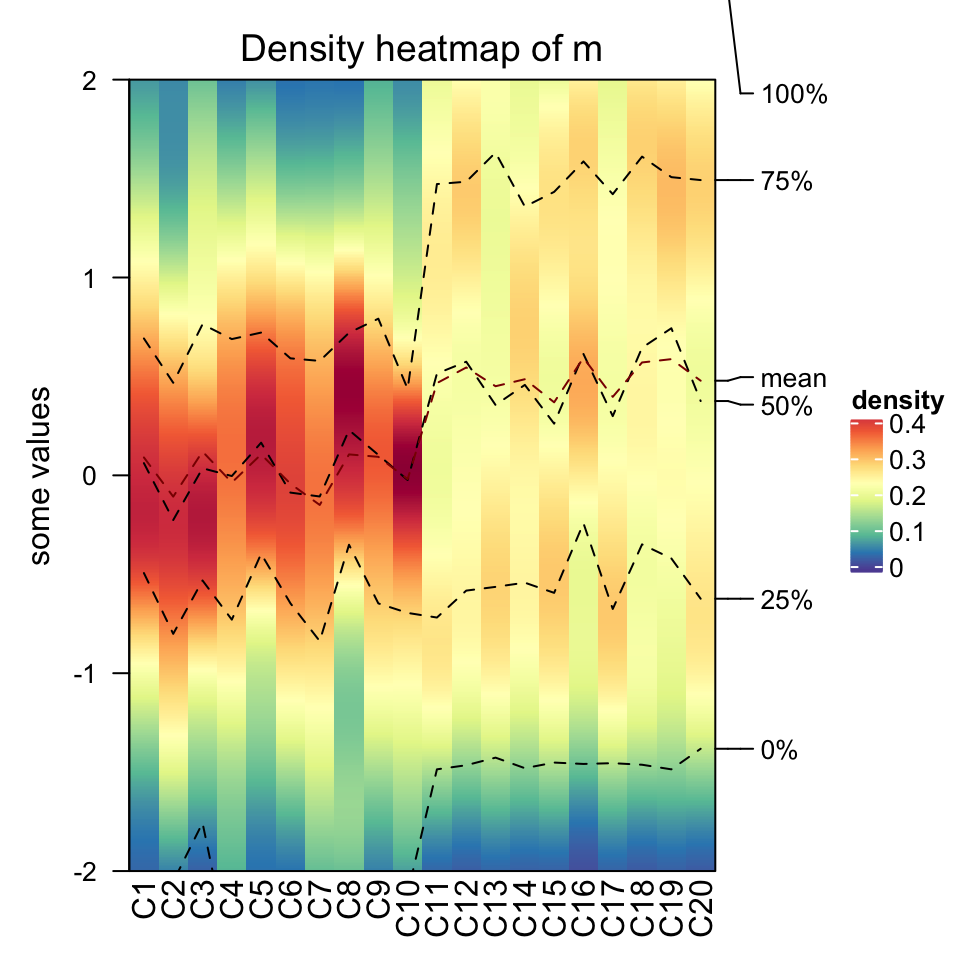 Density heatmap of m
some values
2
1
0
-1
-2
100%
75%
mean
50%
25%
0%
density
0.4
0.3
0.2
0.1
0
C1
C2
C3
C4
C5
C6
C7
C8
C9
C10
C11
C12
C13
C14
C15
C16
C17
C18
C19
C20